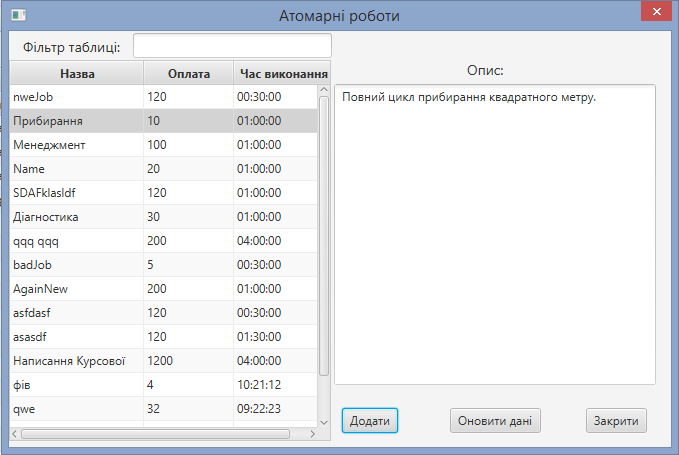 Атомарні роботи
Фільтр таблиці:
Назва Оплата Час виконання
nweJob 120 00:30:00
Прибирання 10 01:00:00
Менеджмент 100 01:00:00
Name 20 01:00:00
SDAFklasldf 120 01:00:00
Діагностика 30 01:00:00
qqq qqq 200 04:00:00
badJob 5 00:30:00
AgainNew 200 01:00:00
asfdasf 120 00:30:00
asasdf 120 01:30:00
Написання Курсової 1200 04:00:00
фів 4 10:21:12
qwe 32 09:22:23
Опис:
Повний цикл прибирання квадратного метру.
Додати Оновити дані Закрити